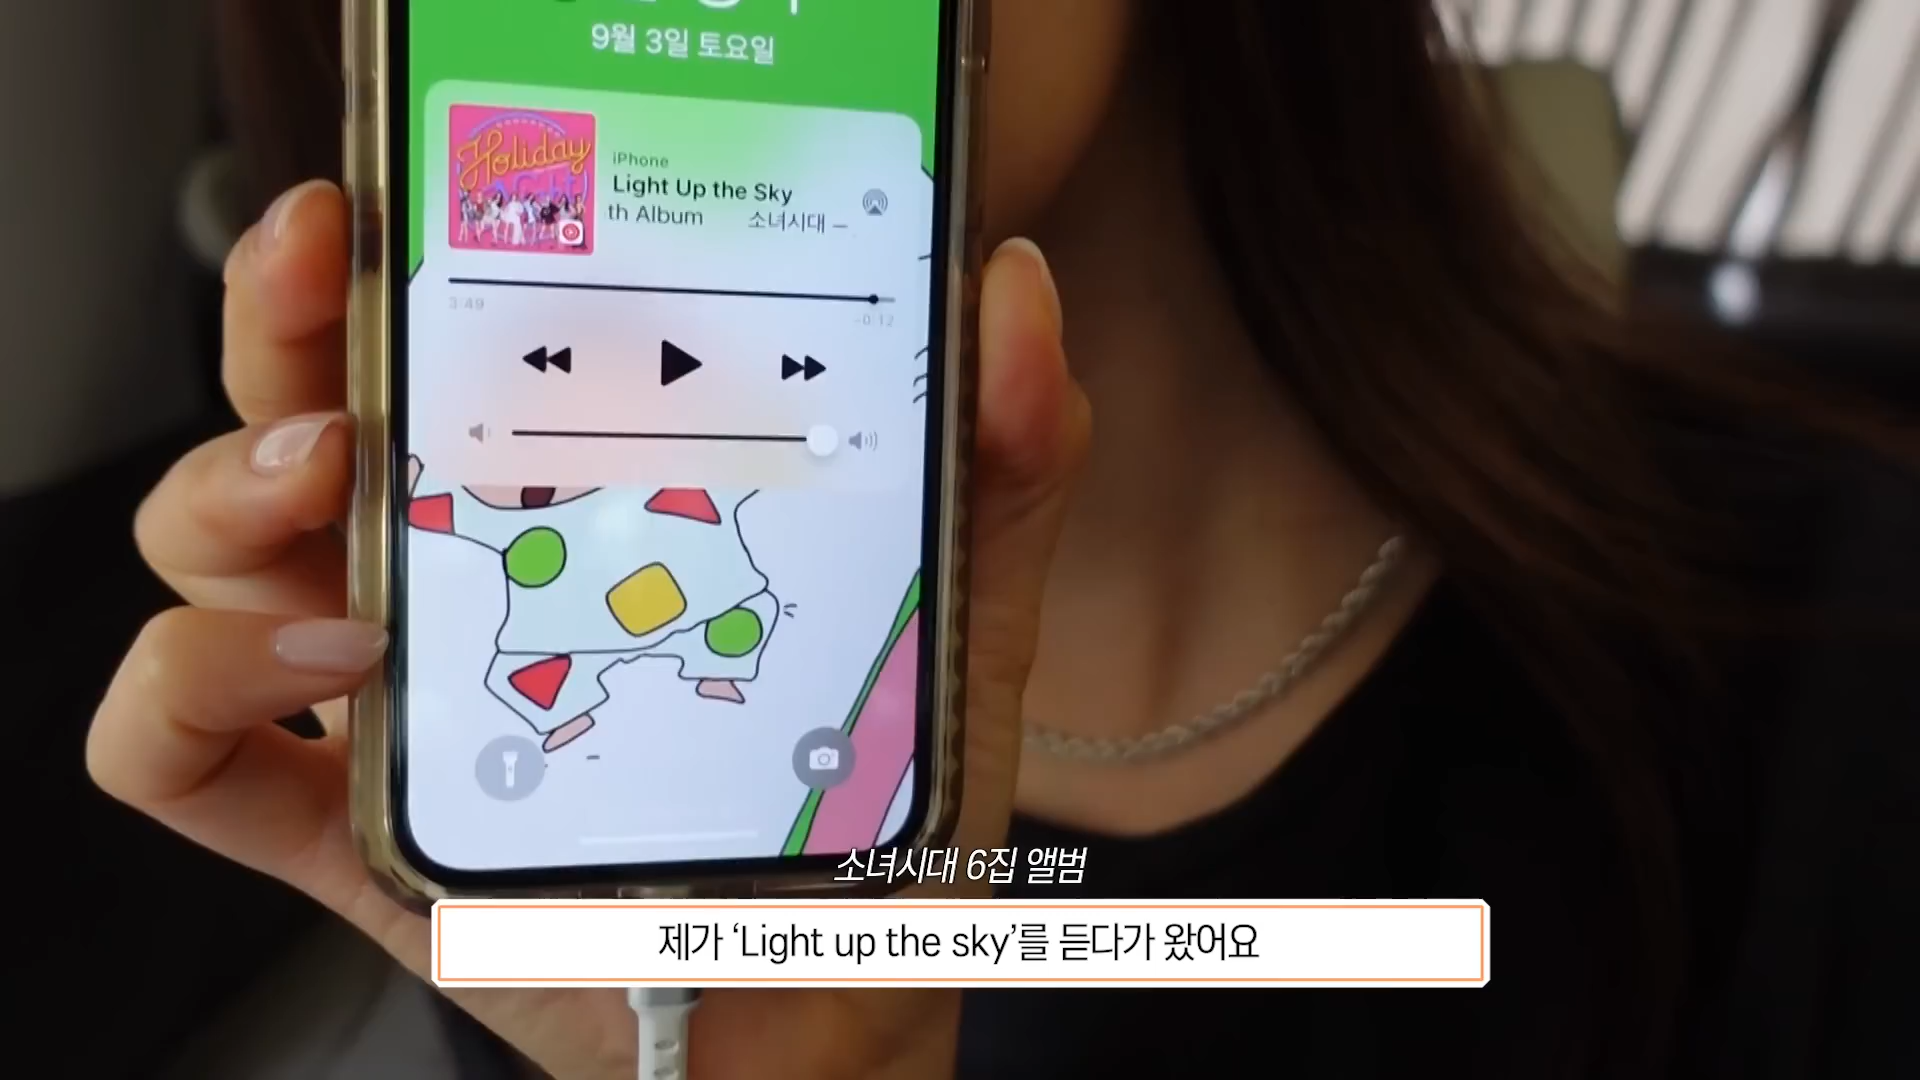 9월 3일 토요일
Holiday
Night
iPhone
Light Up the Sky
th Album 소녀시대 –
3:49
-0:12
소녀시대 6집 앨범
제가 ‘Light up the sky’를 듣다가 왔어요